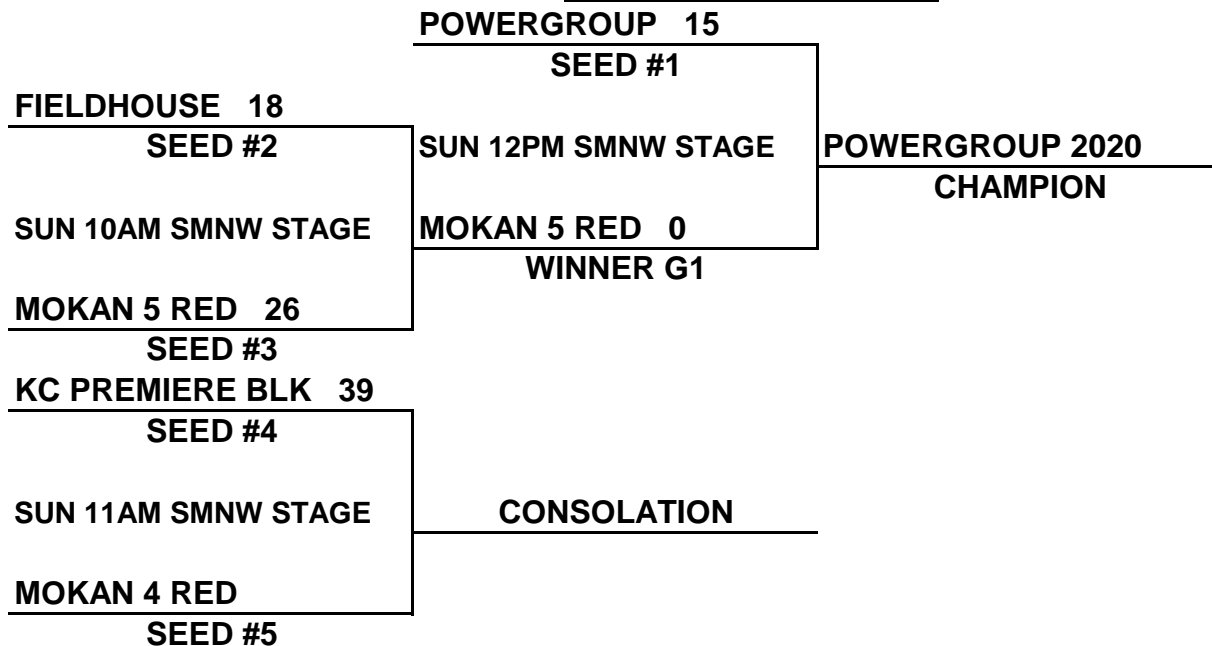 POWERGROUP 15
SEED #1
FIELDHOUSE 18
SEED #2
SUN 12PM SMNW STAGE
POWERGROUP 2020
CHAMPION
SUN 10AM SMNW STAGE
MOKAN 5 RED 0
WINNER G1
MOKAN 5 RED 26
SEED #3
KC PREMIERE BLK 39
SEED #4
SUN 11AM SMNW STAGE
CONSOLATION
MOKAN 4 RED
SEED #5